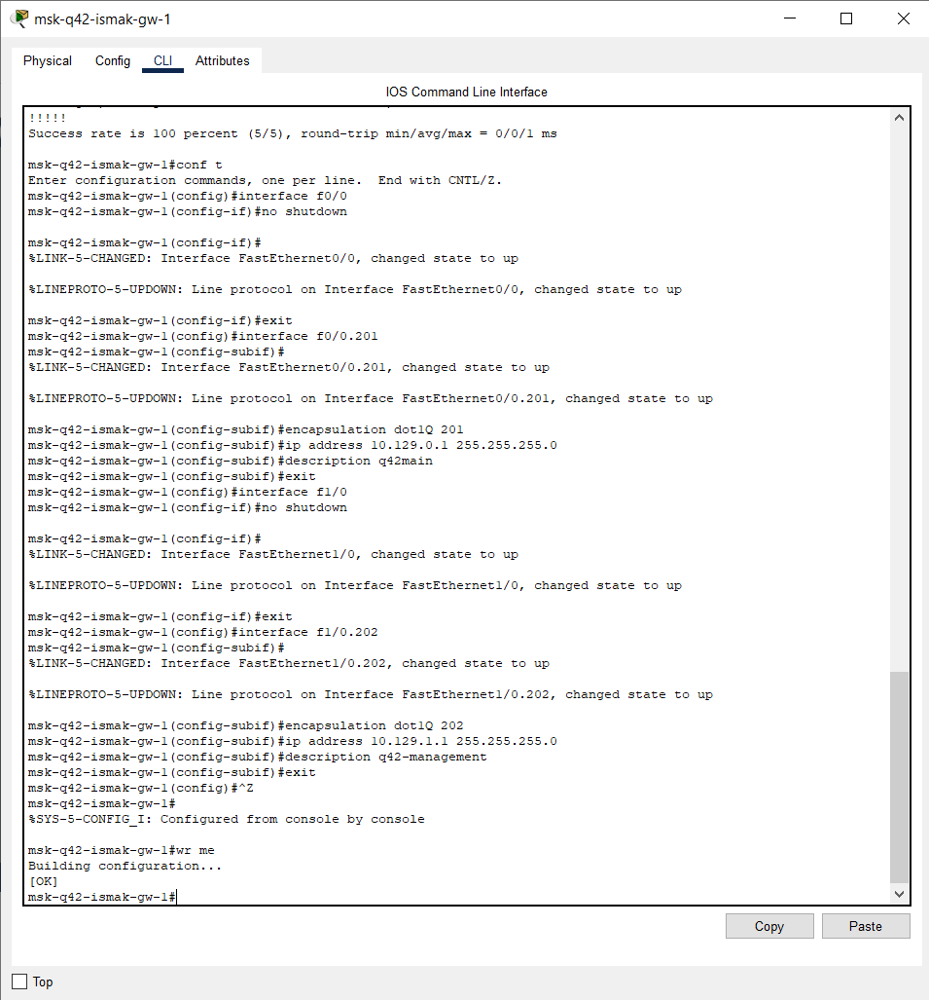 msk-q42-ismak-gw-1
Physical Config CLI Attributes
IOS Command Line Interface
!!!!!
Success rate is 100 percent (5/5), round-trip min/avg/max = 0/0/1 ms
msk-q42-ismak-gw-1#conf t
Enter configuration commands, one per line.  End with CNTL/Z.
msk-q42-ismak-gw-1(config)#interface f0/0
msk-q42-ismak-gw-1(config-if)#no shutdown
msk-q42-ismak-gw-1(config-if)#
%LINK-5-CHANGED: Interface FastEthernet0/0, changed state to up
%LINEPROTO-5-UPDOWN: Line protocol on Interface FastEthernet0/0, changed state to up
msk-q42-ismak-gw-1(config-if)#exit
msk-q42-ismak-gw-1(config)#interface f0/0.201
msk-q42-ismak-gw-1(config-subif)#
%LINK-5-CHANGED: Interface FastEthernet0/0.201, changed state to up
%LINEPROTO-5-UPDOWN: Line protocol on Interface FastEthernet0/0.201, changed state to up
msk-q42-ismak-gw-1(config-subif)#encapsulation dot1Q 201
msk-q42-ismak-gw-1(config-subif)#ip address 10.129.0.1 255.255.255.0
msk-q42-ismak-gw-1(config-subif)#description q42main
msk-q42-ismak-gw-1(config-subif)#exit
msk-q42-ismak-gw-1(config)#interface f1/0
msk-q42-ismak-gw-1(config-if)#no shutdown
msk-q42-ismak-gw-1(config-if)#
%LINK-5-CHANGED: Interface FastEthernet1/0, changed state to up
%LINEPROTO-5-UPDOWN: Line protocol on Interface FastEthernet1/0, changed state to up
msk-q42-ismak-gw-1(config-if)#exit
msk-q42-ismak-gw-1(config)#interface f1/0.202
msk-q42-ismak-gw-1(config-subif)#
%LINK-5-CHANGED: Interface FastEthernet1/0.202, changed state to up
%LINEPROTO-5-UPDOWN: Line protocol on Interface FastEthernet1/0.202, changed state to up
msk-q42-ismak-gw-1(config-subif)#encapsulation dot1Q 202
msk-q42-ismak-gw-1(config-subif)#ip address 10.129.1.1 255.255.255.0
msk-q42-ismak-gw-1(config-subif)#description q42-management
msk-q42-ismak-gw-1(config-subif)#exit
msk-q42-ismak-gw-1(config)#^Z
msk-q42-ismak-gw-1#
%SYS-5-CONFIG_I: Configured from console by console
msk-q42-ismak-gw-1#wr me
Building configuration...
[OK]
msk-q42-ismak-gw-1#
Copy Paste
Top